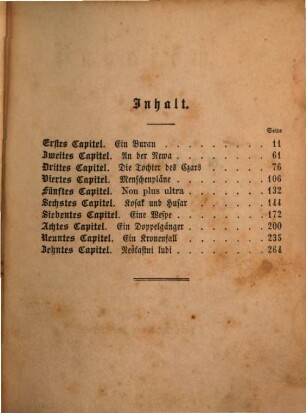 Inhalt.
Seite
Erstes Capitel. Ein Buran . . . . . . . . . . 11
Zweites Capitel. An der Newa . . . . . . . . . 61
Drittes Capitel. Die Tochter des Czars . . . . . . 76
Viertes Capitel. Menschenpläne . . . . . . . . 106
Fünftes Capitel. Non plus ultra . . . . . . . . 132
Sechstes Capitel. Kosak und Husar . . . . . . . 144
Siebentes Capitel. Eine Wespe . . . . . . . . 172
Achtes Capitel. Ein Doppelgänger . . . . . . . 200
Neuntes Capitel. Ein Kronenfall . . . . . . . . 235
Zehntes Capitel. Neßtastni ludi . . . . . . . . 264